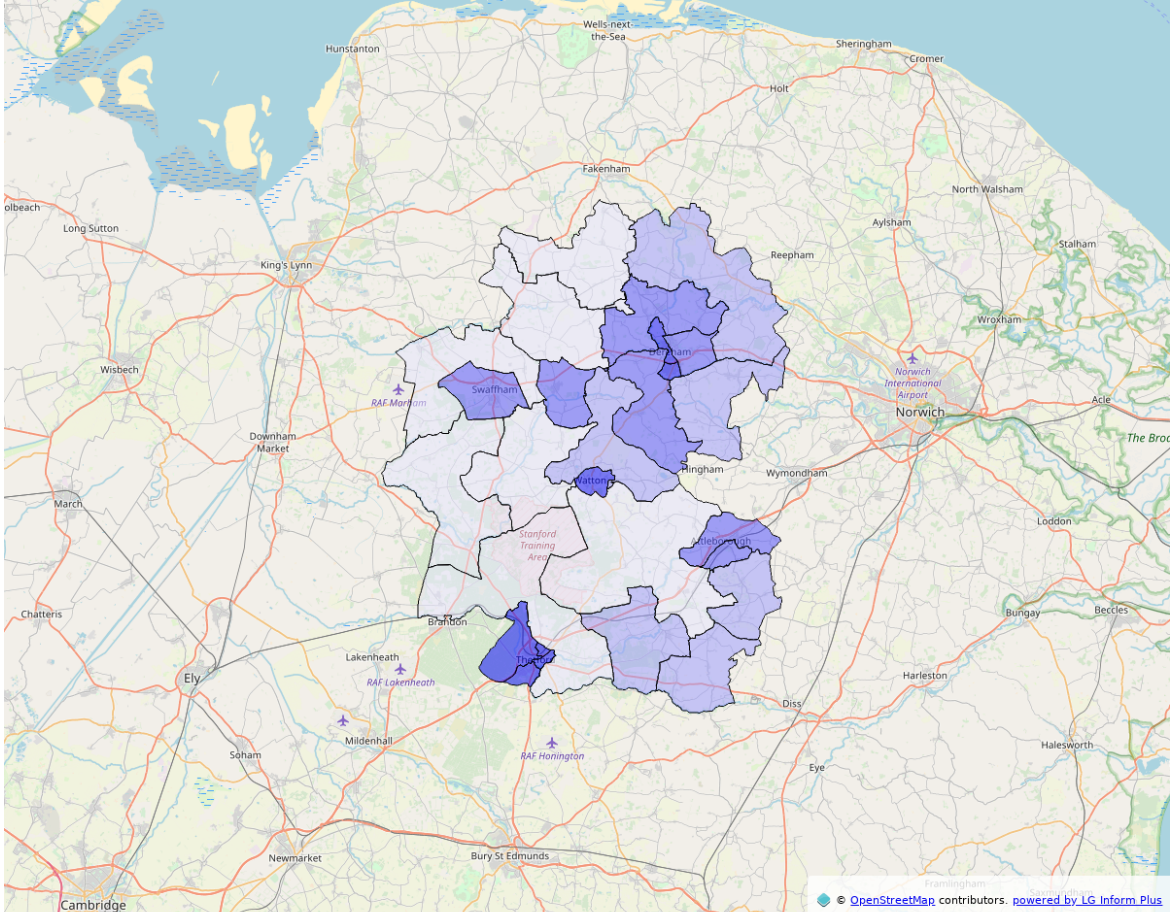 Wells-next-
the-Sea
Hunstanton
Sheringham
Cromer
Holt
Fakenham
North Walsham
olbeach
Long Sutton
Aylsham
Stalham
King's Lynn
Reepham
Wroxham
Dereham
Wisbech
Norwich
International
Airport
Swaffham
RAF Marham
Acle
Norwich
Downham
Market
The Broa
Hingham
Wymondham
Watton
March
Loddon
Stanford
Training
Area
Attleborough
Chatteris
Bungay
Beccles
Brandon
Lakenheath
Ely
RAF Lakenheath
Harleston
Diss
Mildenhall
RAF Honington
Halesworth
Soham
Eye
Newmarket
Bury St Edmunds
Framlingham
Saxmundham
Cambridge
© OpenStreetMap contributors. powered by LG Inform Plus